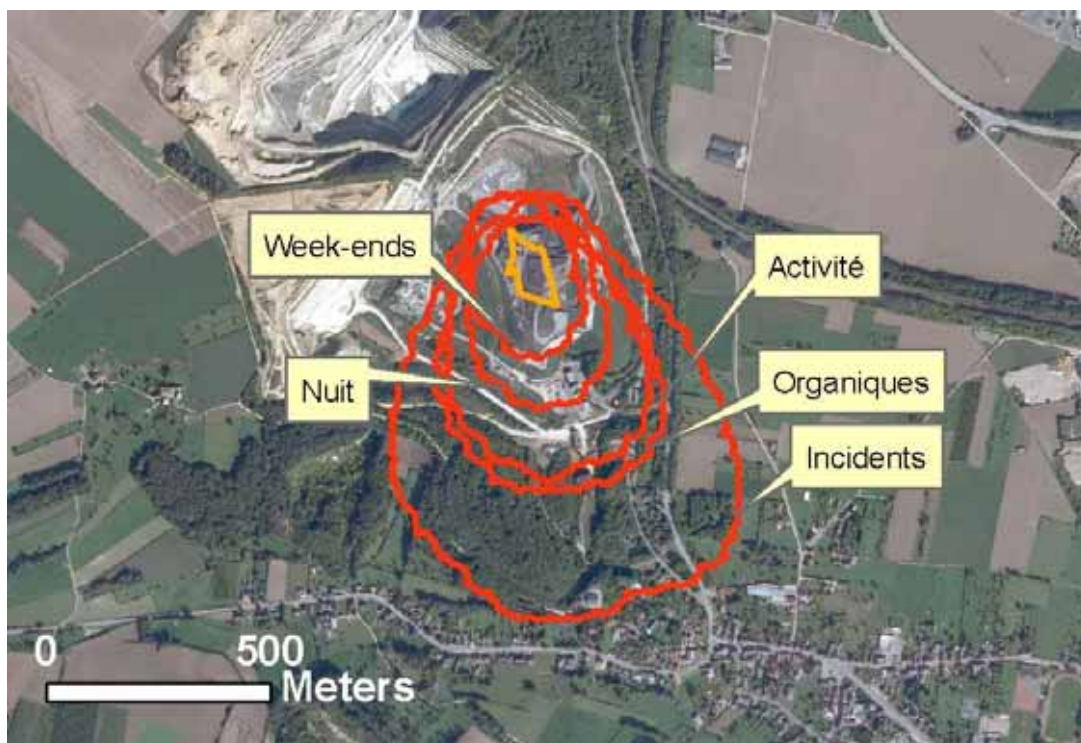 Week-ends
Activité
Nuit
Organiques
Incidents
0 500
Meters